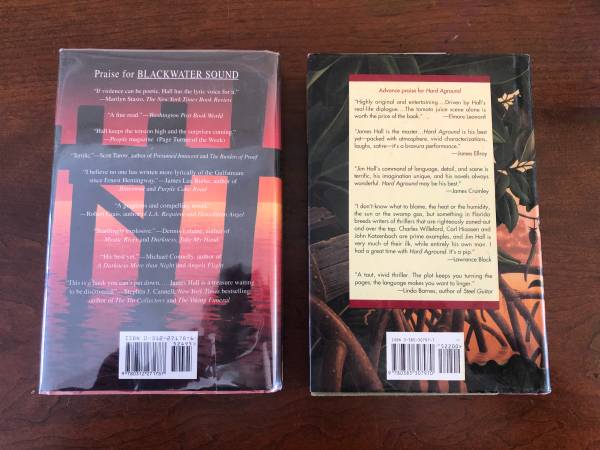 Praise for BLACKWATER SOUND
"If violence can be poetic, Hall has the lyric voice for it."
—Marilyn Stasio, The New York Times Book Review
"A fine read."—Washington Post Book World
"Hall keeps the tension high and the surprises coming."
—People magazine (Page Turner of the Week)
—Scott Turow, author of Presumed Innocent and The Burden of Proof
"I believe no one has written more lyrically of the Gulfstream
since Ernest Hemingway."—James Lee Burke, author of
Bitterroot and Purple Cane Road
"A gorgeous and compelling novel."
—Robert Crais, author of L.A. Requiem and
"Startlingly explosive."—Dennis Lehane, author of
Mystic River and Darkness, Take My Hand
"His best yet."—Michael Connelly, author of
A Darkness More than Night and Angels Flight
"This is a book you can't put down. . . . James Hall is a treasure waiting
to be discovered."—Stephen J. Cannell, New York Times bestselling
author of The Tin Collectors and The Viking Funeral
Advance praise for Hard Aground
"Highly original and entertaining....Driven by Hall's
real-life dialogue...The tomato juice scene alone is
worth the price of the book."
—Elmore Leonard
"James Hall is the master...Hard Aground is his best
yet—packed with atmosphere, vivid characterizations,
laughs, satire—it's a bravura performance."
—James Ellroy
"Jim Hall's command of language, detail, and scene is
terrific, his imagination unique, and his novels always
wonderful. Hard Aground may be his best."
—James Crumley
"I don't know what to blame, the heat or the humidity,
the sun or the swamp gas, but something in Florida
breeds writers of thrillers that are righteously zoned out
and over the top. Charles Willeford, Carl Hiaasen and
John Katzenbach are prime examples, and Jim Hall is
very much of their ilk, while entirely his own man. I
had a great time with Hard Aground. It's a pip."
—Lawrence Block
"A taut, vivid thriller. The plot keeps you turning the
pages, the language makes you want to linger."
—Linda Barnes, author of Steel Guitar